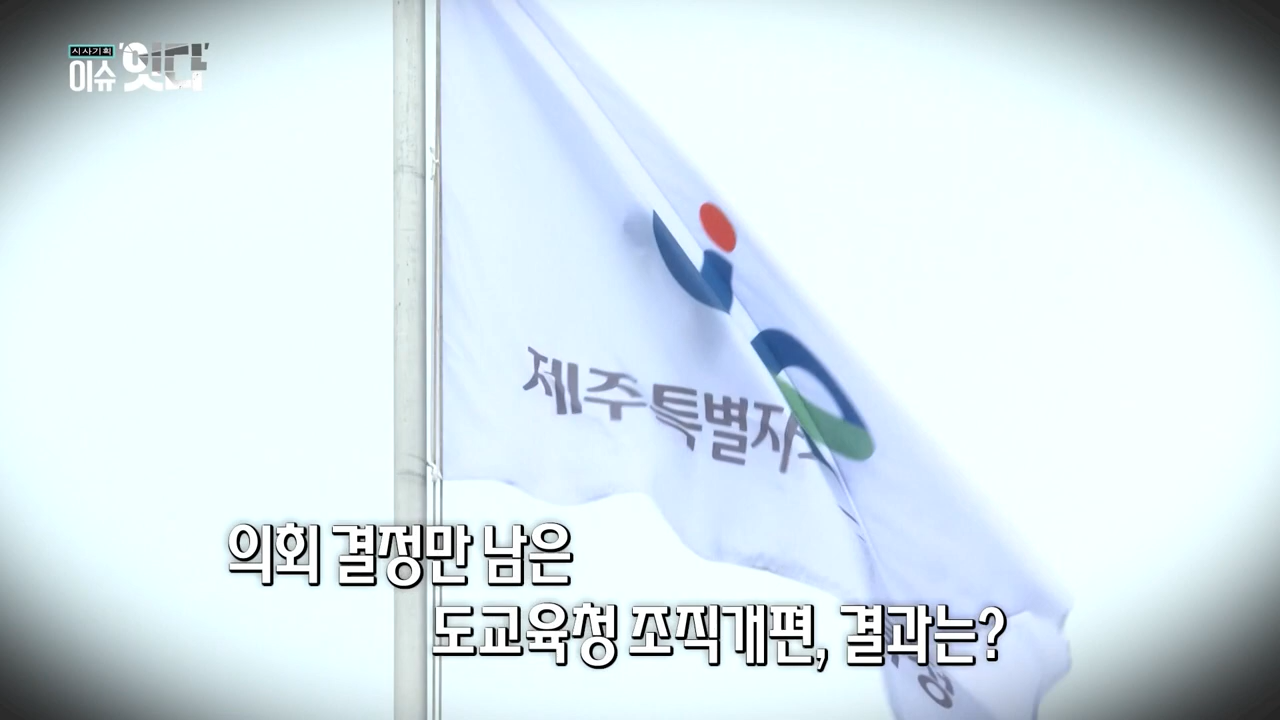 시사기획
이슈 '잇다'
제주특별자
의회 결정만 남은
도교육청 조직개편, 결과는?